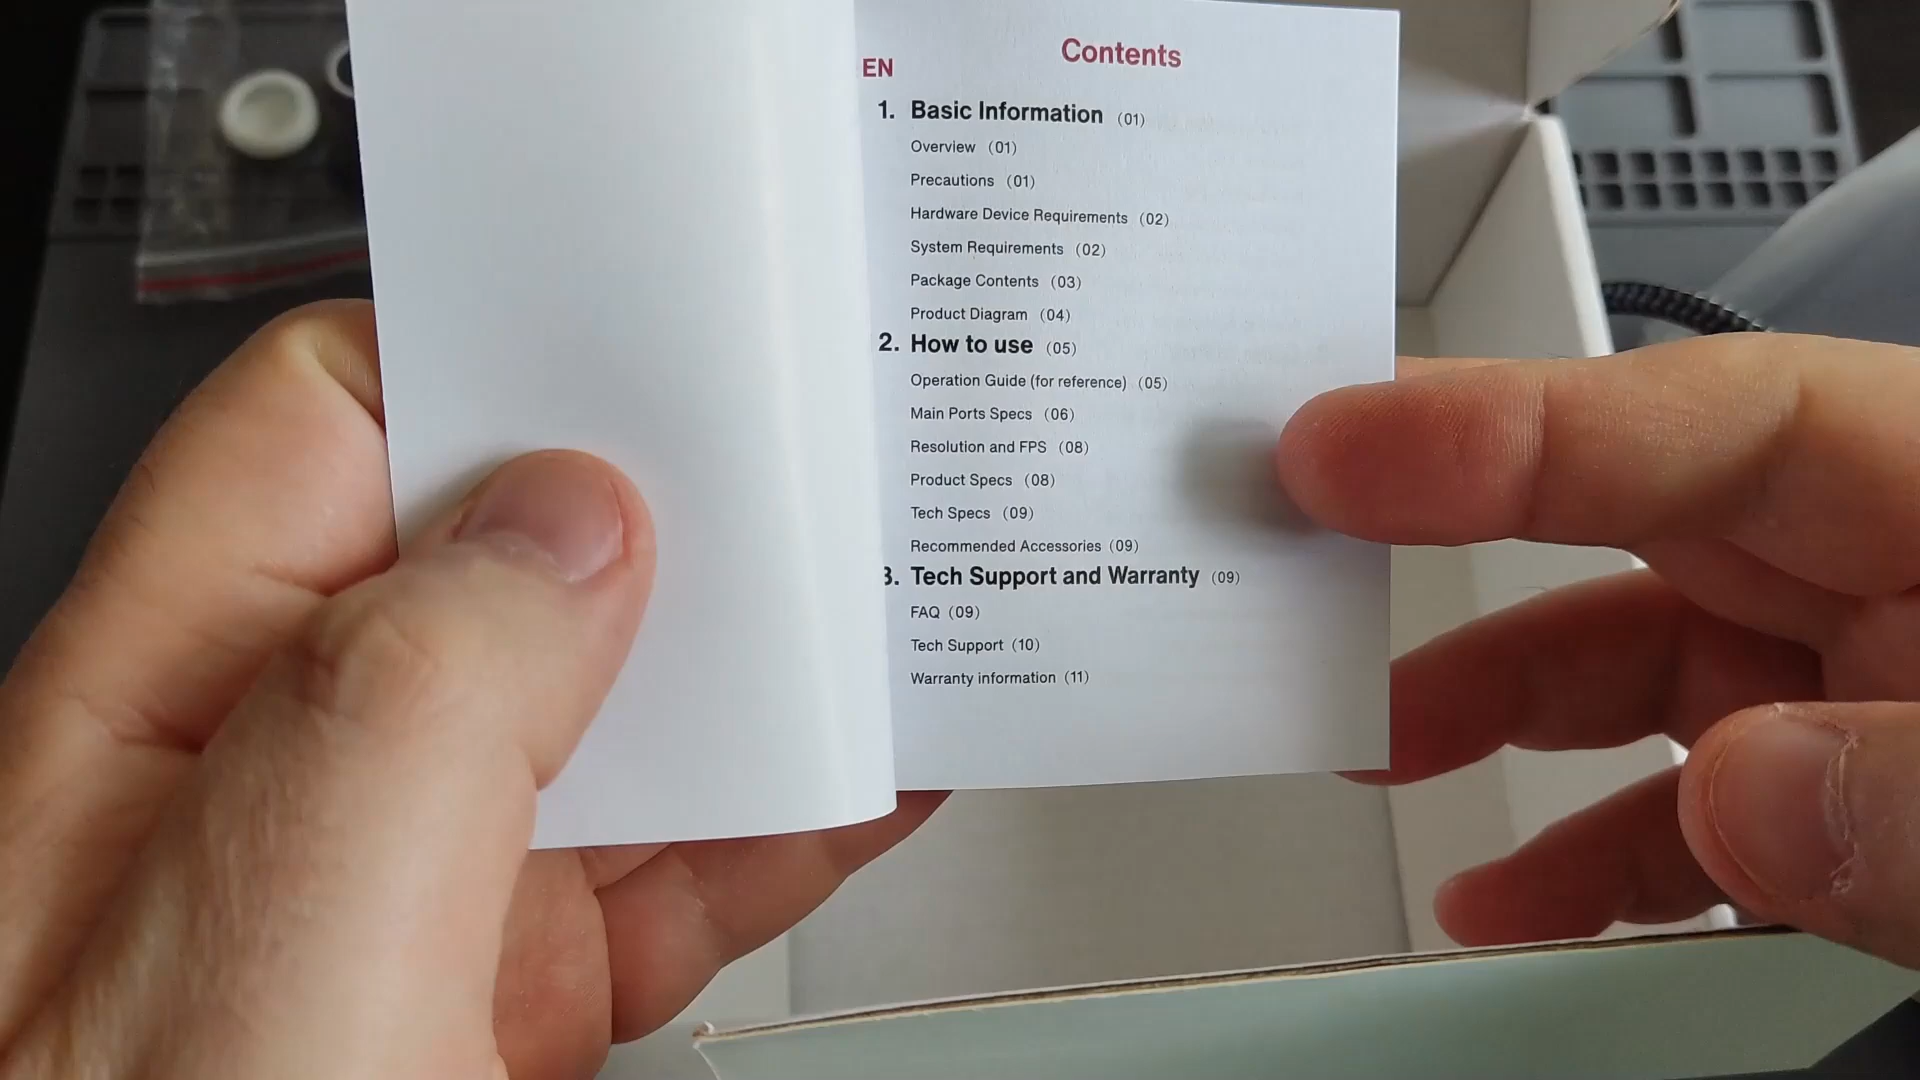 Contents
EN
1. Basic Information (01)
Overview (01)
Precautions (01)
Hardware Device Requirements (02)
System Requirements (02)
Package Contents (03)
Product Diagram (04)
2. How to use (05)
Operation Guide (for reference) (05)
Main Ports Specs (06)
Resolution and FPS (08)
Product Specs (08)
Tech Specs (09)
Recommended Accessories (09)
3. Tech Support and Warranty (09)
FAQ (09)
Tech Support (10)
Warranty information (11)